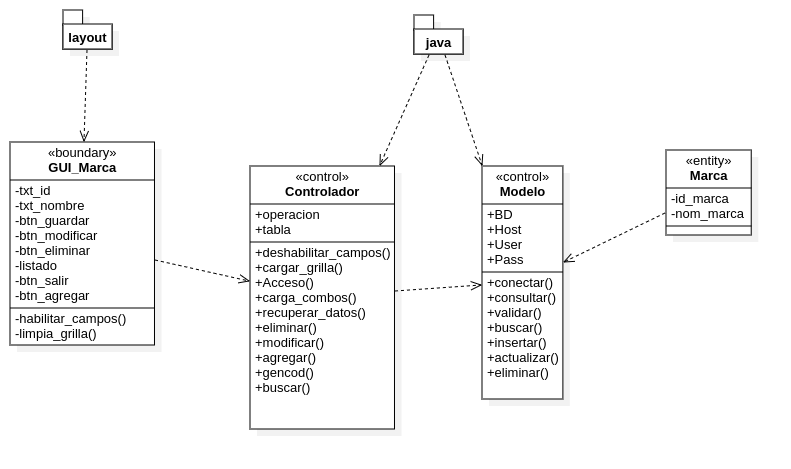 layout
java
«boundary»
GUI_Marca
-txt_id
-txt_nombre
-btn_guardar
-btn_modificar
-btn_eliminar
-listado
-btn_salir
-btn_agregar
-habilitar_campos()
-limpia_grilla()
«control»
Controlador
+operacion
+tabla
+deshabilitar_campos()
+cargar_grilla()
+Acceso()
+carga_combos()
+recuperar_datos()
+eliminar()
+modificar()
+agregar()
+gencod()
+buscar()
«control»
Modelo
+BD
+Host
+User
+Pass
+conectar()
+consultar()
+validar()
+buscar()
+insertar()
+actualizar()
+eliminar()
«entity»
Marca
-id_marca
-nom_marca